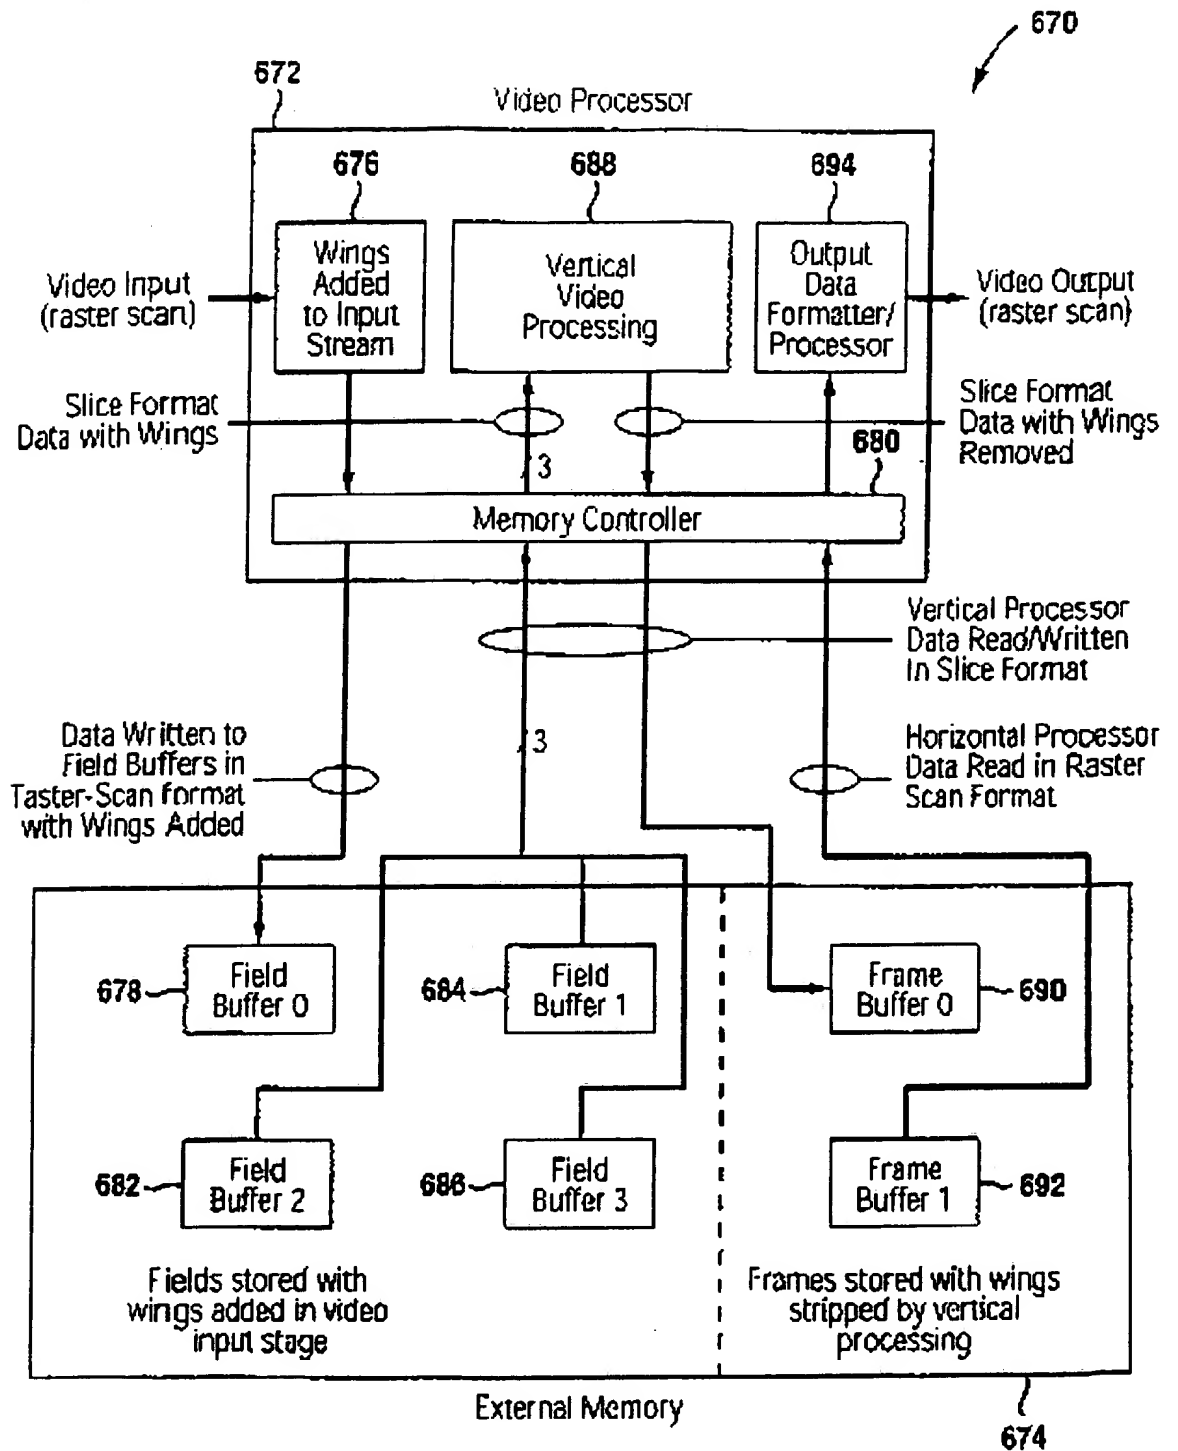 670
672
Video Processor
676
688
694
Wings
Added
to Input
Stream
Vertical
Video
Processing
Output
Data
Formatter/
Processor
Video Input
(raster scan)
Video Output
(raster scan)
Slice Format
Data with Wings
Slice Format
Data with Wings
Removed
3
680
Memory Controller
Vertical Processor
Data Read/Written
In Slice Format
Data Written to
Field Buffers in
Taster-Scan format
with Wings Added
3
Horizontal Processor
Data Read in Raster
Scan Format
678
Field
Buffer 0
684
Field
Buffer 1
Frame
Buffer 0
690
682
Field
Buffer 2
686
Field
Buffer 3
Frame
Buffer 1
692
Fields stored with
wings added in video
input stage
Frames stored with wings
stripped by vertical
processing
External Memory
674